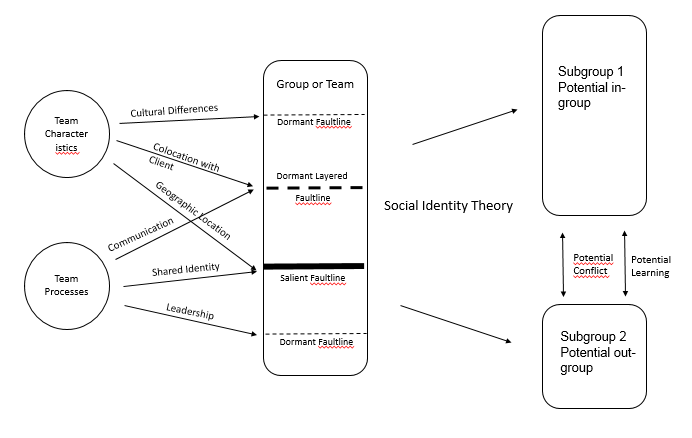 Team
Character
istics
Team
Processes
Cultural Differences
Colocation with
Client
Geographic Location
Communication
Shared Identity
Leadership
Group or Team
Dormant Faultline
Dormant Layered
Faultline
Salient Faultline
Dormant Faultline
Social Identity Theory
Subgroup 1
Potential in-
group
Potential
Conflict
Potential
Learning
Subgroup 2
Potential out-
group